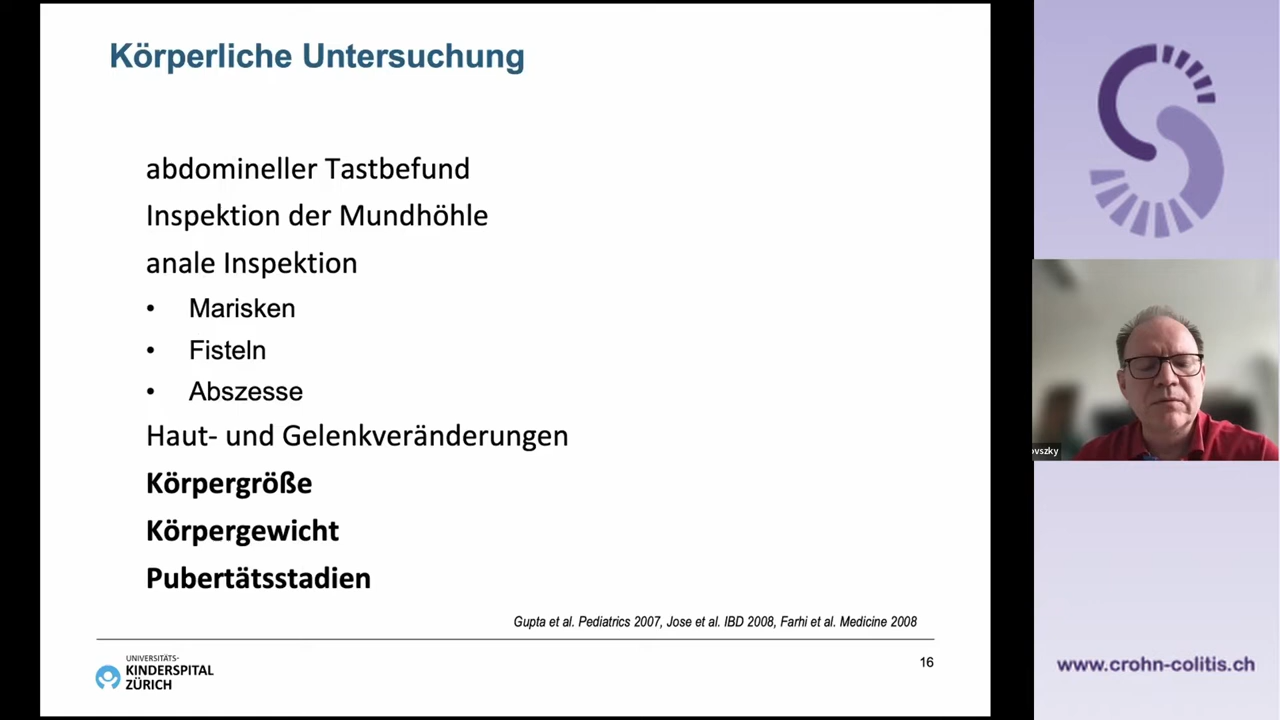 Körperliche Untersuchung
abdomineller Tastbefund
Inspektion der Mundhöhle
anale Inspektion
• Marisken
• Fisteln
• Abszesse
Haut- und Gelenkveränderungen
Körpergröße
Körpergewicht
Pubertätsstadien
Gupta et al. Pediatrics 2007, Jose et al. IBD 2008, Farhi et al. Medicine 2008
UNIVERSITÄTS-
KINDERSPITAL
ZÜRICH
16
ovszky
www.crohn-colitis.ch